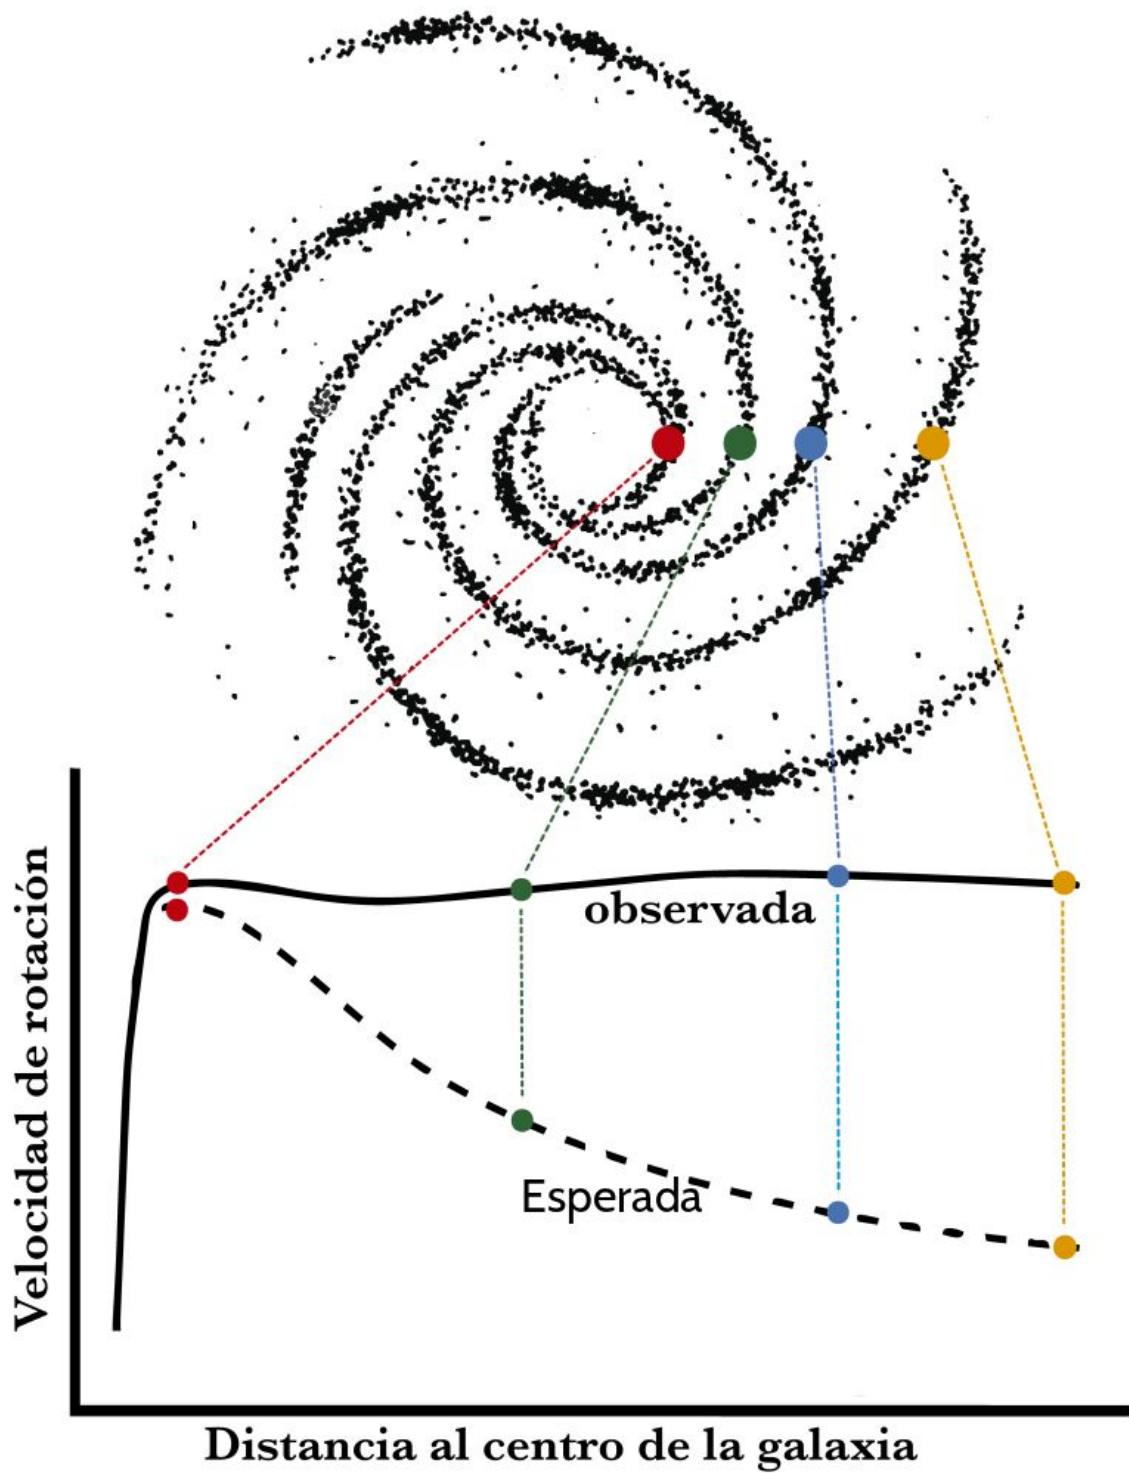 Velocidad de rotación
observada
Esperada
Distancia al centro de la galaxia